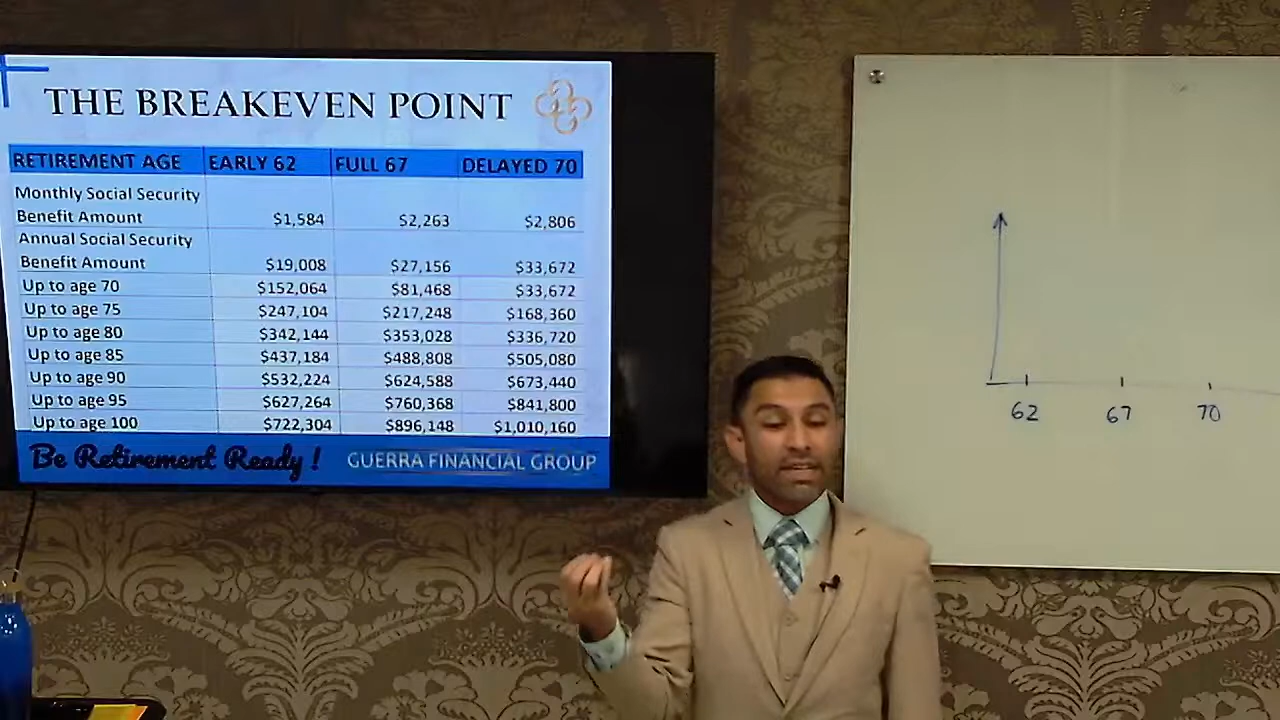 THE BREAKEVEN POINT
RETIREMENT AGE EARLY 62 FULL 67 DELAYED 70
Monthly Social Security
Benefit Amount $1,584 $2,263 $2,806
Annual Social Security
Benefit Amount $19,008 $27,156 $33,672
Up to age 70 $152,064 $81,468 $33,672
Up to age 75 $247,104 $217,248 $168,360
Up to age 80 $342,144 $353,028 $336,720
Up to age 85 $437,184 $488,808 $505,080
Up to age 90 $532,224 $624,588 $673,440
Up to age 95 $627,264 $760,368 $841,800
Up to age 100 $722,304 $896,148 $1,010,160
Be Retirement Ready! GUERRA FINANCIAL GROUP
62 67 70